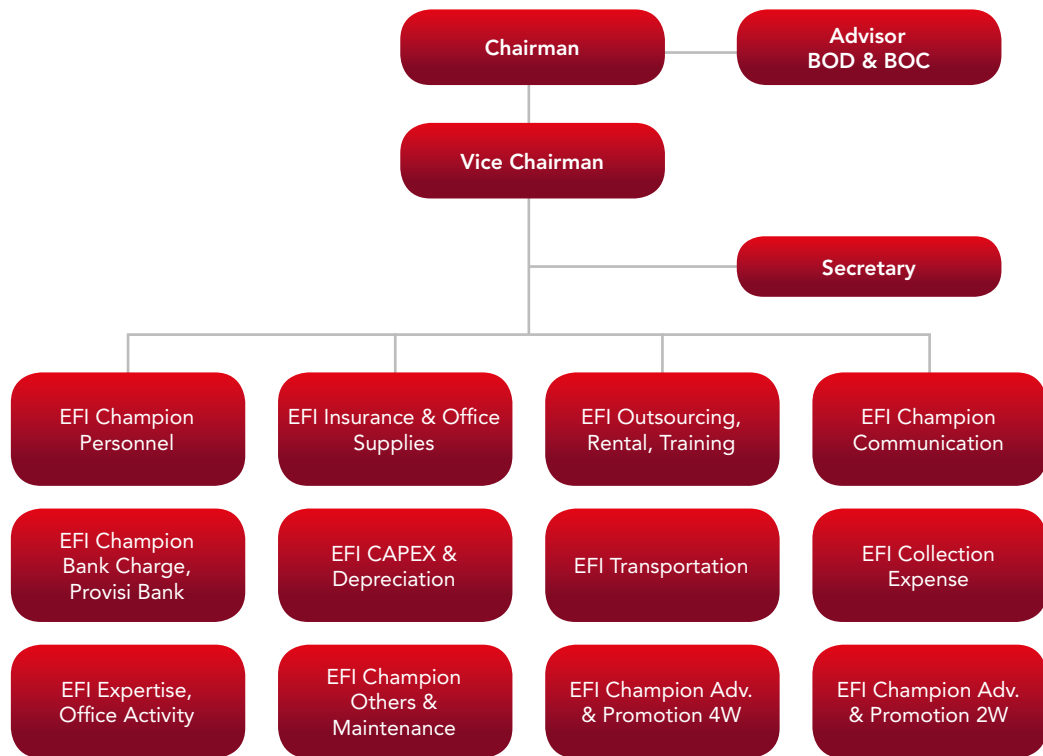 Chairman
Advisor
BOD & BOC
Vice Chairman
Secretary
EFI Champion
Personnel
EFI Insurance & Office
Supplies
EFI Outsourcing,
Rental, Training
EFI Champion
Communication
EFI Champion
Bank Charge,
Provisi Bank
EFI CAPEX &
Depreciation
EFI Transportation
EFI Collection
Expense
EFI Expertise,
Office Activity
EFI Champion
Others &
Maintenance
EFI Champion Adv.
& Promotion 4W
EFI Champion Adv.
& Promotion 2W